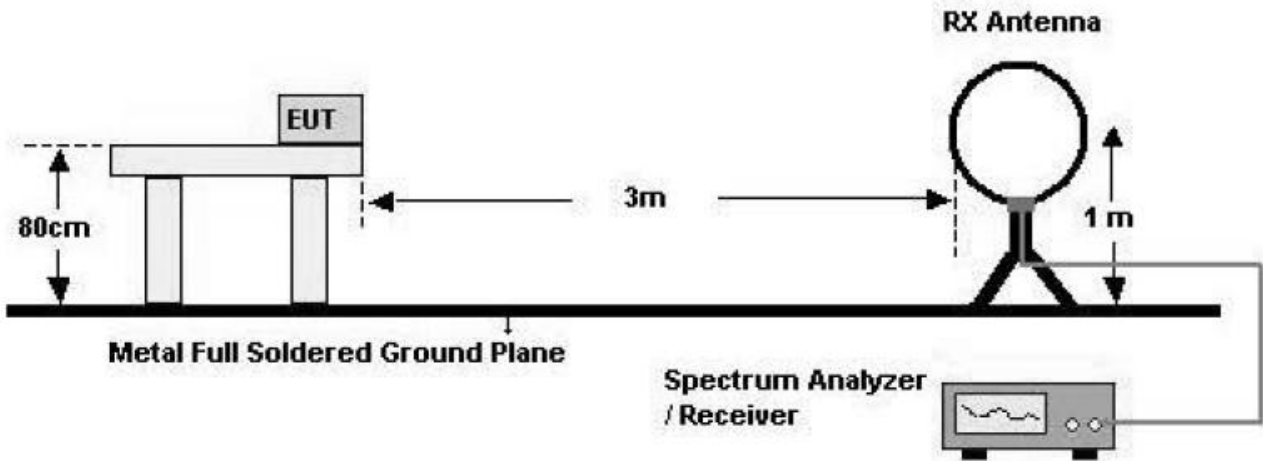 RX Antenna
EUT
80cm
3m
1 m
Metal Full Soldered Ground Plane
Spectrum Analyzer
/ Receiver